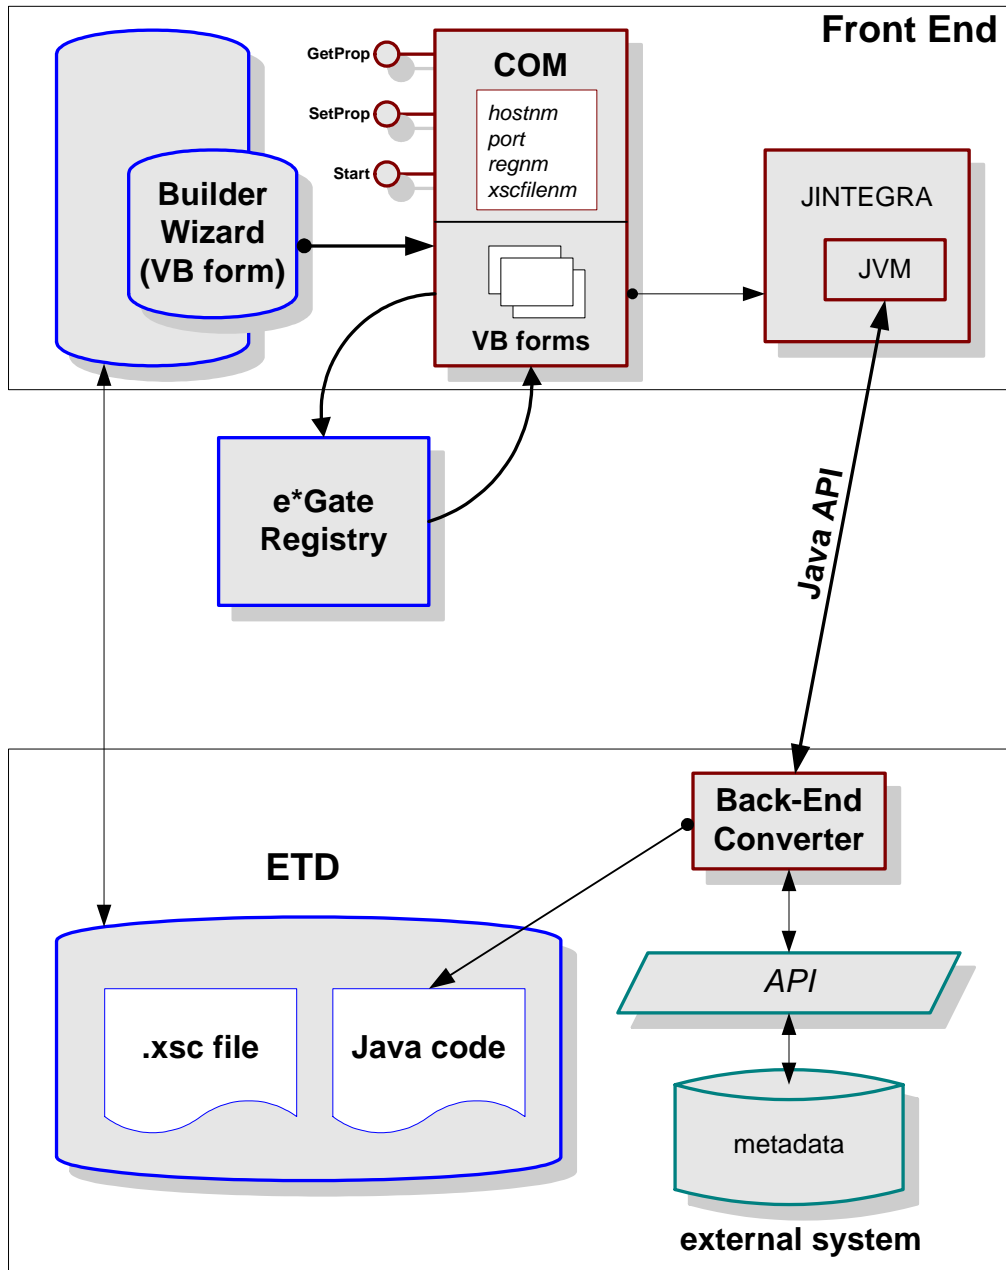 Front End
GetProp
SetProp
Start
COM
hostnm
port
regnm
xscfilenm
Builder
Wizard
(VB form)
VB forms
JINTEGRA
JVM
e*Gate
Registry
Java API
Back-End
Converter
ETD
.xsc file
Java code
API
metadata
external system